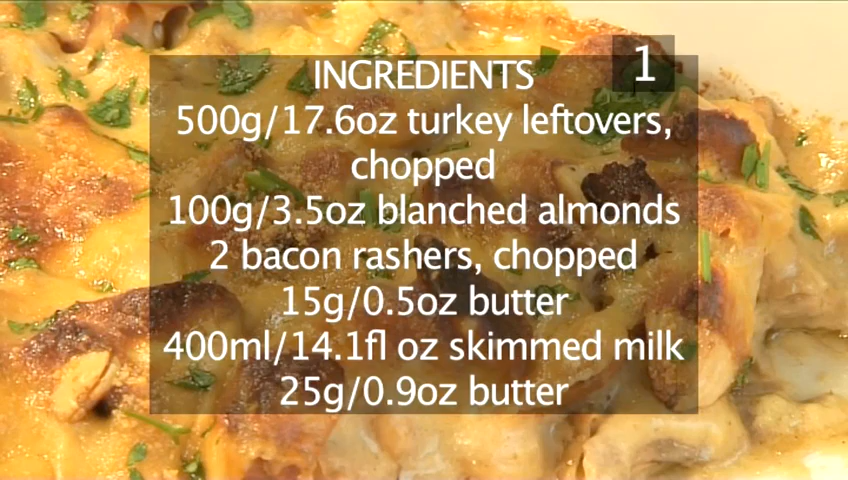 1
INGREDIENTS
500g/17.6oz turkey leftovers,
chopped
100g/3.5oz blanched almonds
2 bacon rashers, chopped
15g/0.5oz butter
400ml/14.1fl oz skimmed milk
25g/0.9oz butter